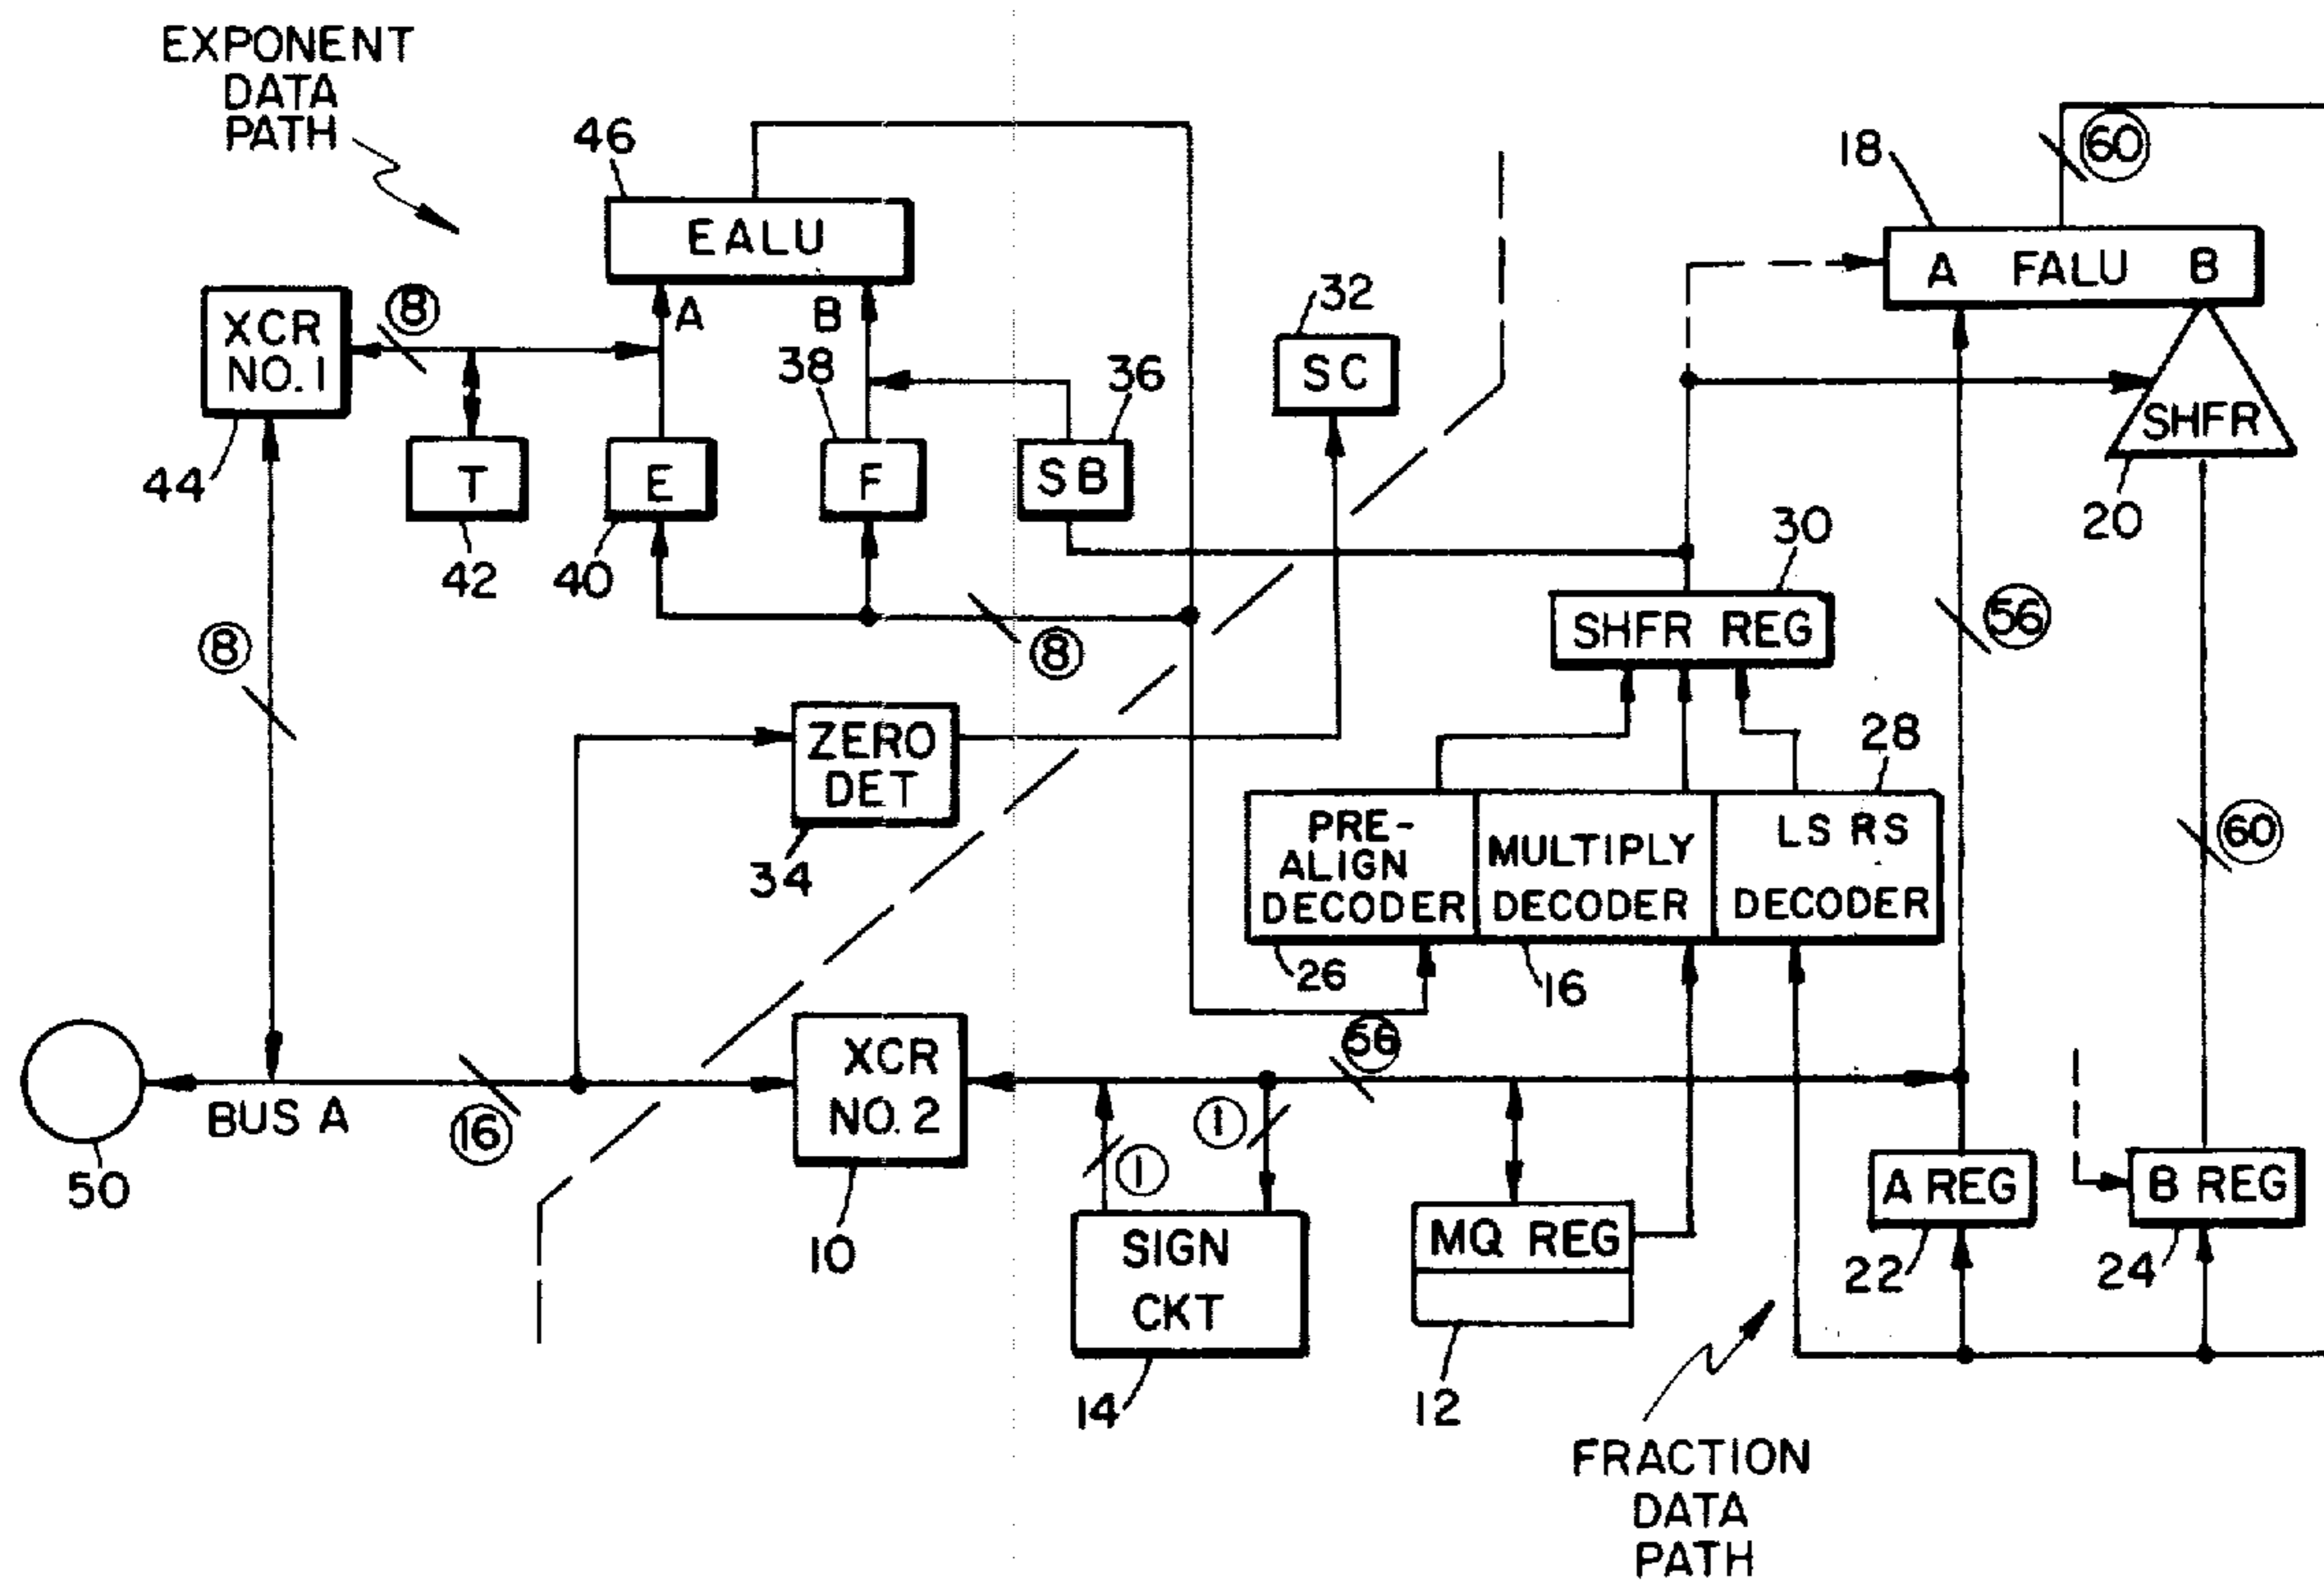 EXPONENT
DATA
PATH
46
18
60
EALU
A FALU B
32
XCR
NO. 1
8
A
B
38
36
SC
SHFR
44
T
E
F
SB
20
42
40
30
8
8
SHFR REG
56
ZERO
DET
28
34
PRE-
ALIGN
DECODER
MULTIPLY
DECODER
LS RS
DECODER
60
26
16
56
XCR
NO. 2
BUS A
16
1
1
50
10
SIGN
CKT
MQ REG
A REG
B REG
22
24
14
12
FRACTION
DATA
PATH